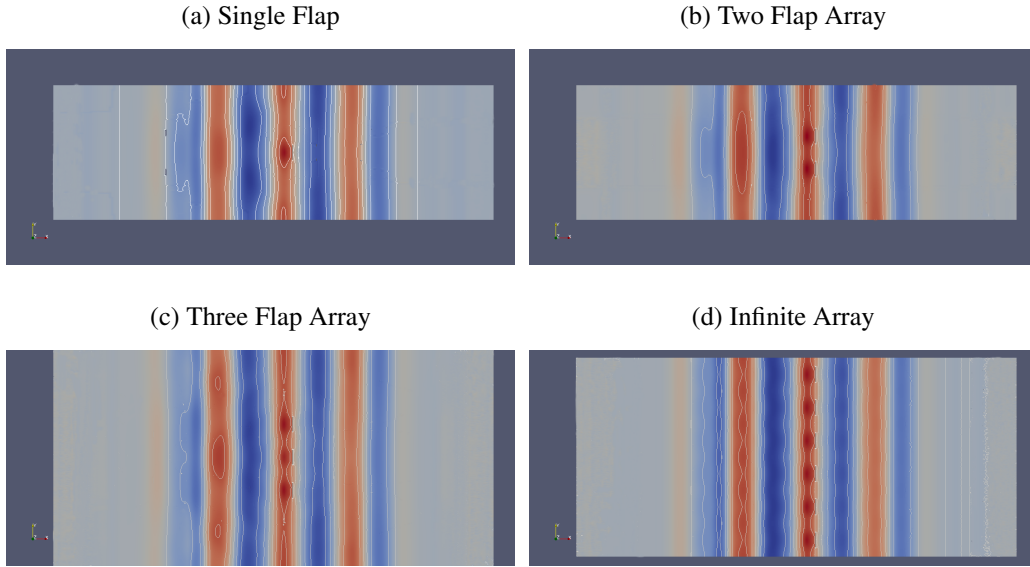 (a) Single Flap
(b) Two Flap Array
(c) Three Flap Array
(d) Infinite Array